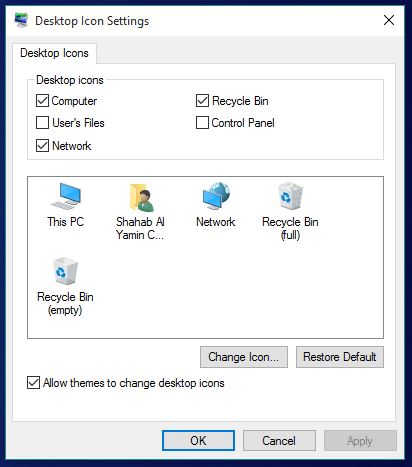 Desktop Icon Settings
Desktop Icons
Desktop icons
Computer
Recycle Bin
User's Files
Control Panel
Network
This PC
Shahab Al
Yamin C...
Network
Recycle Bin
(full)
Recycle Bin
(empty)
Change Icon...
Restore Default
Allow themes to change desktop icons
OK
Cancel
Apply